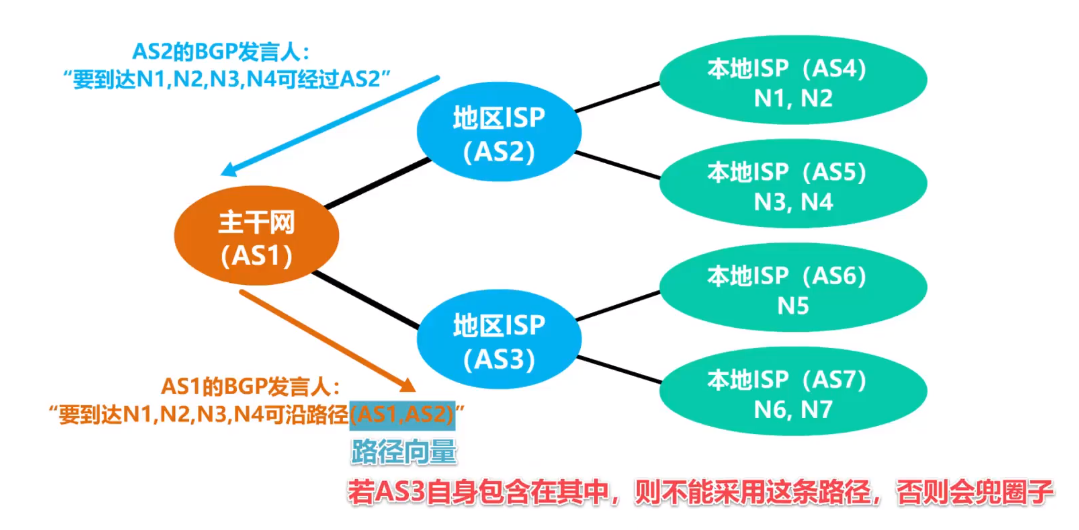 AS2的BGP发言人：
“要到达N1,N2,N3,N4可经过AS2”
地区ISP
（AS2）
本地ISP（AS4）
N1, N2
本地ISP（AS5）
N3, N4
主干网
（AS1）
地区ISP
（AS3）
本地ISP（AS6）
N5
本地ISP（AS7）
N6, N7
AS1的BGP发言人：
“要到达N1,N2,N3,N4可沿路径(AS1,AS2)”
路径向量
若AS3自身包含在其中，则不能采用这条路径，否则会兜圈子